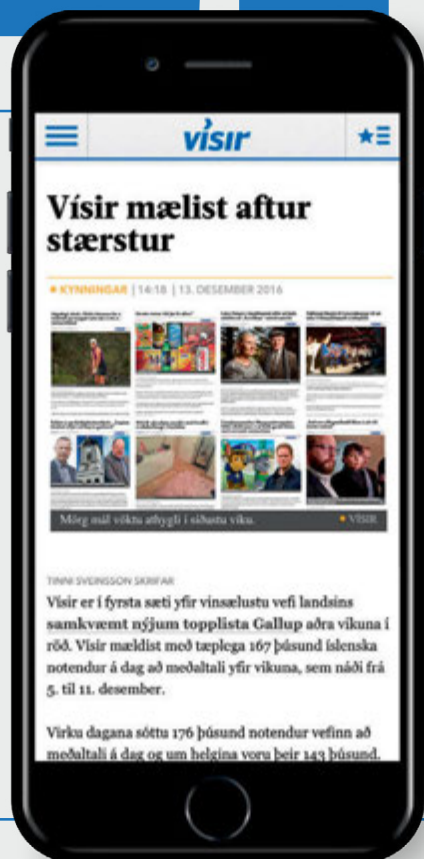 vísir
Vísir mælist aftur
stærstur
KYNNINGAR | 14:18 | 13. DESEMBER 2016
Mörg mál vöktu athygli í síðustu viku.
VÍSIR
TINNI SVEINSSON SKRIFAR
Vísir er í fyrsta sæti yfir vinsælustu vefi landsins
samkvæmt nýjum topplista Gallup aðra vikuna í
röð. Vísir mældist með tæplega 167 þúsund íslenska
notendur á dag að meðaltali yfir vikuna, sem náði frá
5. til 11. desember.
Virku dagana sóttu 176 þúsund notendur vefinn að
meðaltali á dag og um helgina voru þeir 143 þúsund.